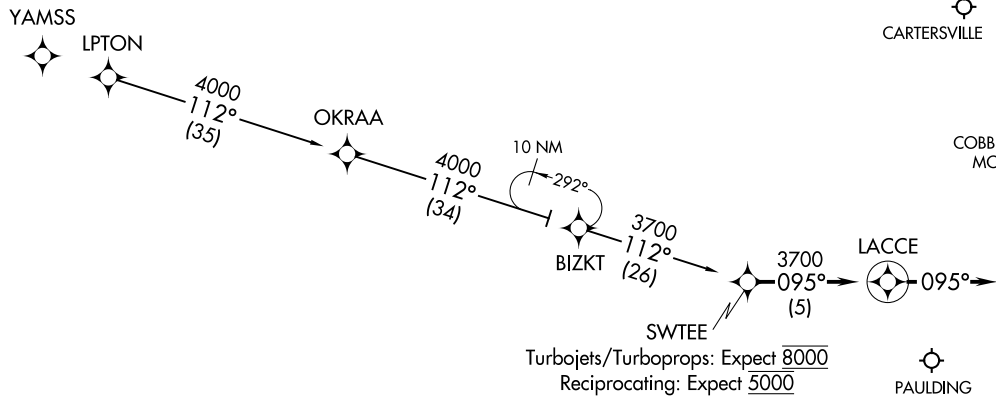 YAMSS
LPTON
CARTERSVILLE
4000
112°
(35)
OKRAA
10 NM
292°
COBB
MC
4000
112°
(34)
BIZKT
3700
112°
(26)
LACCE
3700
095°
(5)
095°
SWTEE
Turbojets/Turboprops: Expect 8000
Reciprocating: Expect 5000
PAULDING